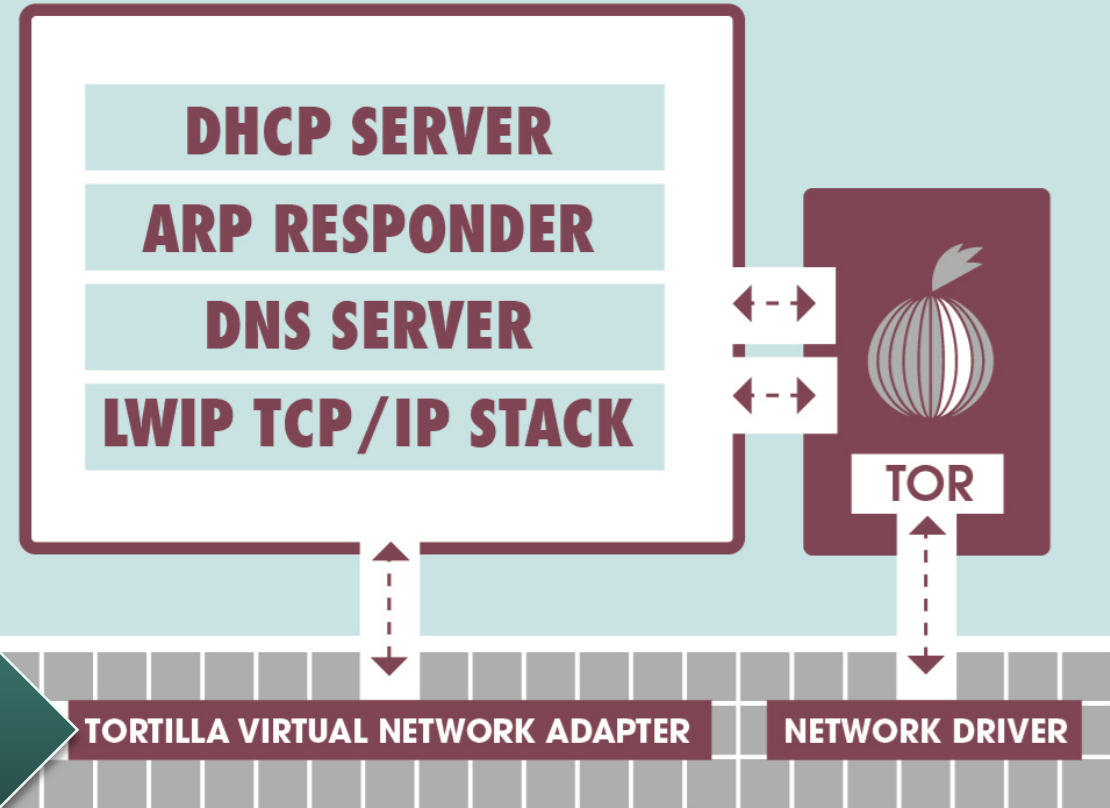 DHCP SERVER
ARP RESPONDER
DNS SERVER
LWIP TCP/IP STACK
TOR
TORTILLA VIRTUAL NETWORK ADAPTER
NETWORK DRIVER